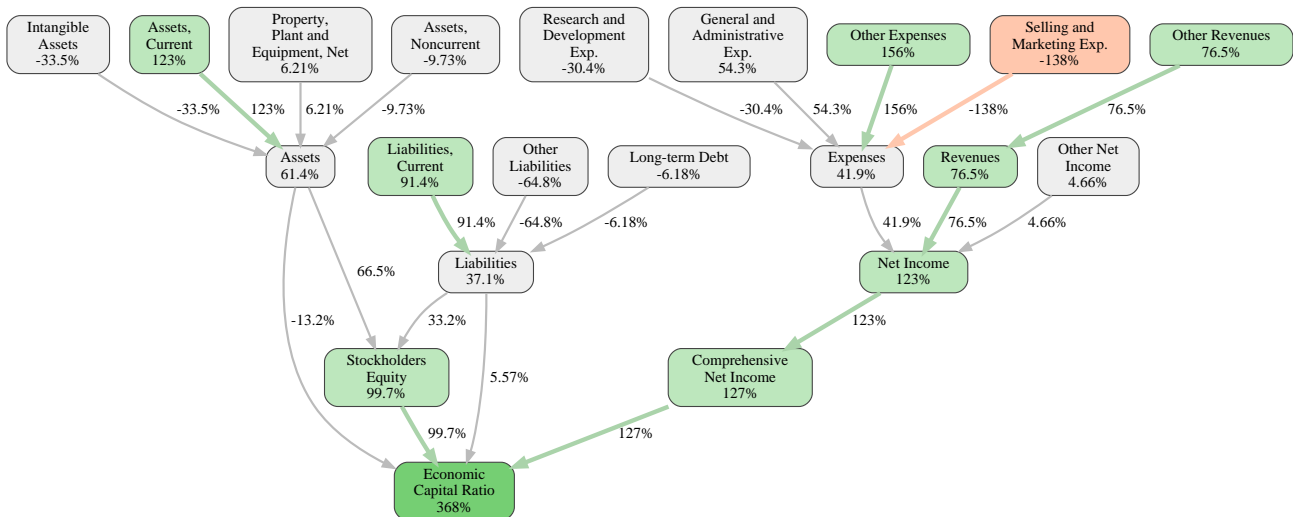 Intangible
Assets
-33.5%
Assets,
Current
123%
Property,
Plant and
Equipment, Net
6.21%
Assets,
Noncurrent
-9.73%
Research and
Development
Exp.
-30.4%
General and
Administrative
Exp.
54.3%
Other Expenses
156%
Selling and
Marketing Exp.
-138%
Other Revenues
76.5%
-33.5%
123%
6.21%
-9.73%
-30.4%
54.3%
156%
-138%
76.5%
Assets
61.4%
Liabilities,
Current
91.4%
Other
Liabilities
-64.8%
Long-term Debt
-6.18%
Expenses
41.9%
Revenues
76.5%
Other Net
Income
4.66%
91.4%
-64.8%
-6.18%
41.9%
76.5%
4.66%
66.5%
Liabilities
37.1%
Net Income
123%
-13.2%
33.2%
123%
Stockholders
Equity
99.7%
5.57%
Comprehensive
Net Income
127%
99.7%
127%
Economic
Capital Ratio
368%